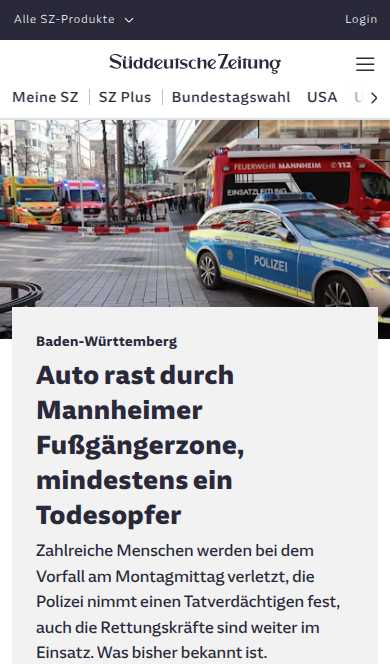 Alle SZ-Produkte
Login
Süddeutsche Zeitung
Meine SZ
SZ Plus
Bundestagswahl
USA
FEUERWEHR MANNHEIM 112
EINSATZLEITUNG
POLIZEI
Baden-Württemberg
Auto rast durch
Mannheimer
Fußgängerzone,
mindestens ein
Todesopfer
Zahlreiche Menschen werden bei dem
Vorfall am Montagmittag verletzt, die
Polizei nimmt einen Tatverdächtigen fest,
auch die Rettungskräfte sind weiter im
Einsatz. Was bisher bekannt ist.